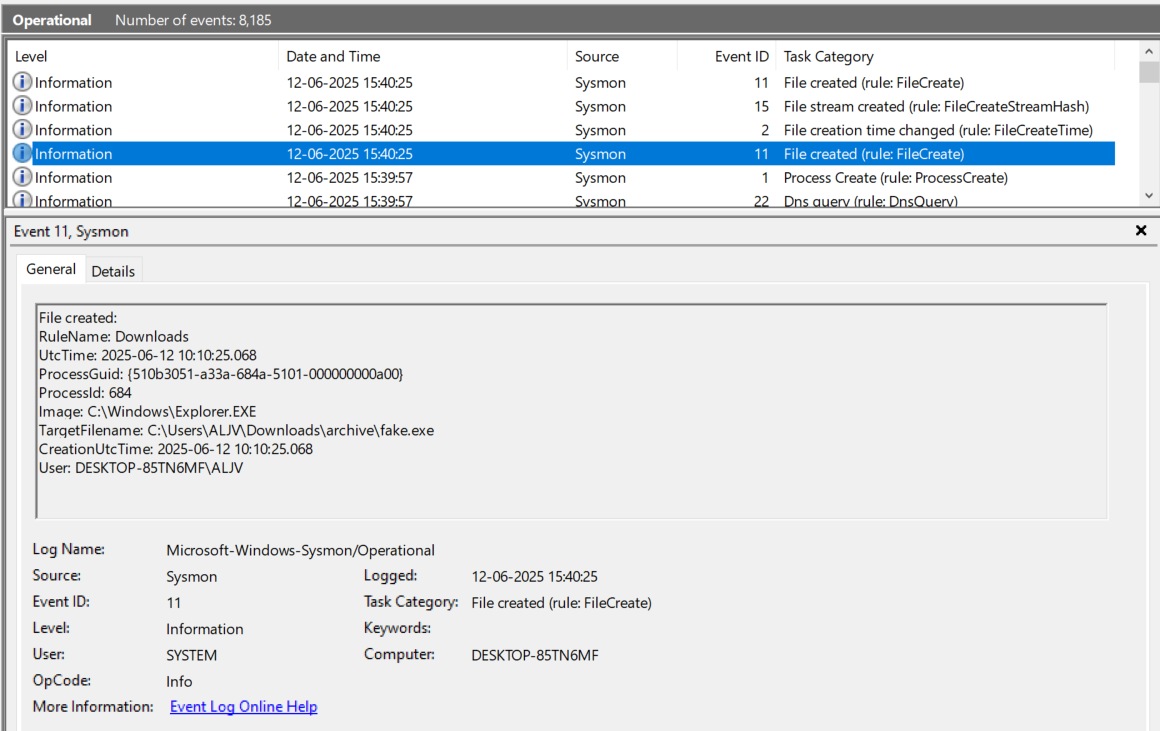 Operational Number of events: 8,185
Level Date and Time Source Event ID Task Category
Information 12-06-2025 15:40:25 Sysmon 11 File created (rule: FileCreate)
Information 12-06-2025 15:40:25 Sysmon 15 File stream created (rule: FileCreateStreamHash)
Information 12-06-2025 15:40:25 Sysmon 2 File creation time changed (rule: FileCreateTime)
Information 12-06-2025 15:40:25 Sysmon 11 File created (rule: FileCreate)
Information 12-06-2025 15:39:57 Sysmon 1 Process Create (rule: ProcessCreate)
Information 12-06-2025 15:39:57 Sysmon 22 Dns query (rule: DnsQuery)
Event 11, Sysmon
General Details
File created:
RuleName: Downloads
UtcTime: 2025-06-12 10:10:25.068
ProcessGuid: {510b3051-a33a-684a-5101-000000000a00}
ProcessId: 684
Image: C:\Windows\Explorer.EXE
TargetFilename: C:\Users\ALJV\Downloads\archive\fake.exe
CreationUtcTime: 2025-06-12 10:10:25.068
User: DESKTOP-85TN6MF\ALJV
Log Name: Microsoft-Windows-Sysmon/Operational
Source: Sysmon Logged: 12-06-2025 15:40:25
Event ID: 11 Task Category: File created (rule: FileCreate)
Level: Information Keywords:
User: SYSTEM Computer: DESKTOP-85TN6MF
OpCode: Info
More Information: Event Log Online Help